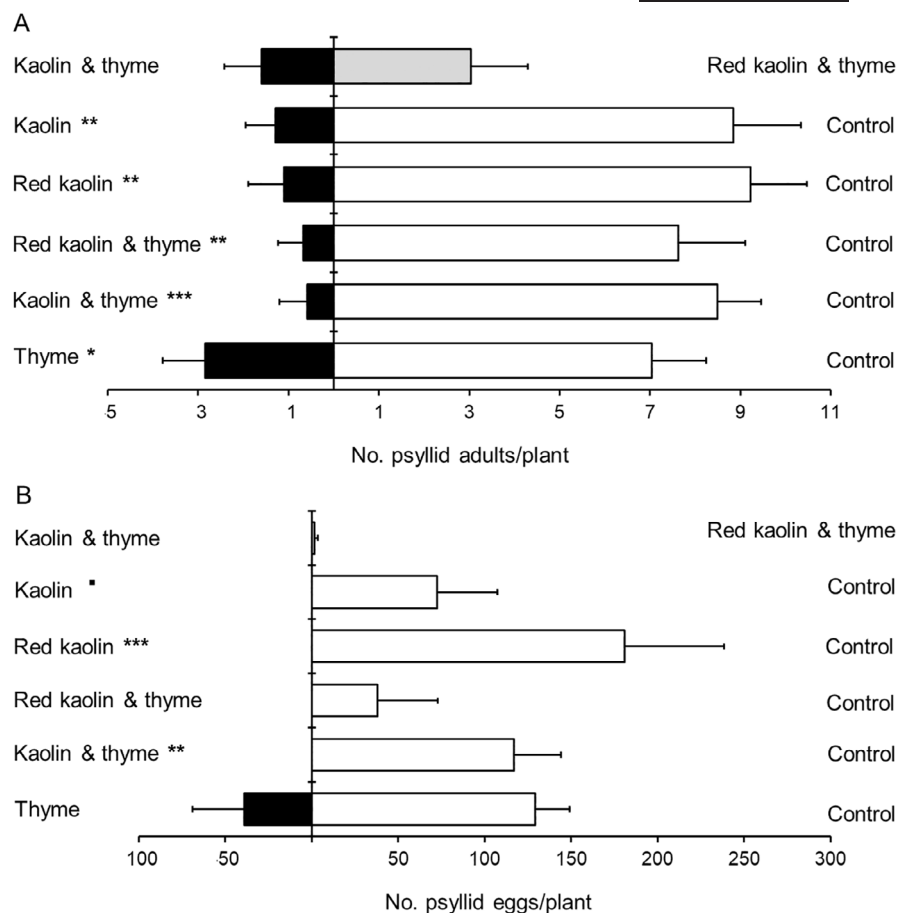 A
Kaolin & thyme Red kaolin & thyme
Kaolin ** Control
Red kaolin ** Control
Red kaolin & thyme ** Control
Kaolin & thyme *** Control
Thyme * Control
-5 3 1 1 3 5 7 9 11
No. psyllid adults/plant
B
Kaolin & thyme Red kaolin & thyme
Kaolin ▪ Control
Red kaolin *** Control
Red kaolin & thyme Control
Kaolin & thyme ** Control
Thyme Control
100 -50 50 100 150 200 250 300
No. psyllid eggs/plant